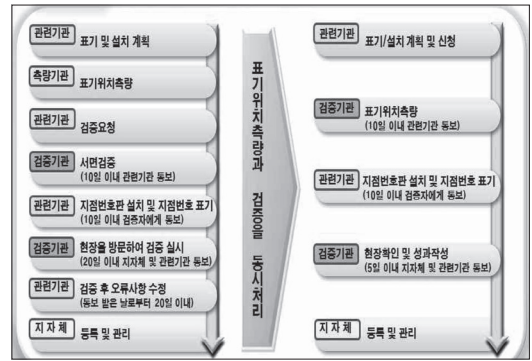 관련기관 표기 및 설치 계획
측량기관 표기위치측량
관련기관 검증요청
검증기관 서면검증
(10일 이내 관련기관 통보)
관련기관 지점번호판 설치 및 지점번호 표기
(10일 이내 검증자에게 통보)
검증기관 현장을 방문하여 검증 실시
(20일 이내 지자체 및 관련기관 통보)
관련기관 검증 후 오류사항 수정
(통보 받은 날로부터 20일 이내)
지자체 등록 및 관리
표기위치측량과 검증을 동시처리
관련기관 표기/설치 계획 및 신청
검증기관 표기위치측량
(10일 이내 관련기관 통보)
관련기관 지점번호판 설치 및 지점번호 표기
(10일 이내 검증자에게 통보)
검증기관 현장확인 및 성과작성
(5일 이내 지자체 및 관련기관 통보)
지자체 등록 및 관리